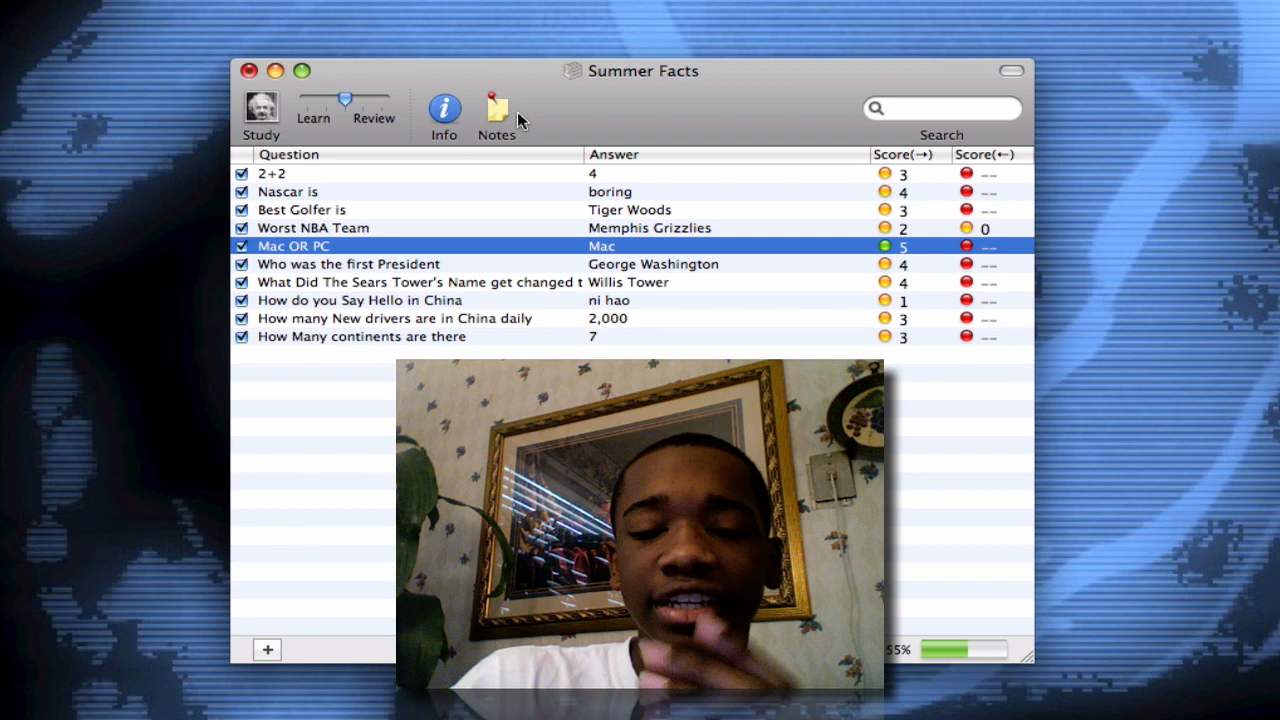 Summer Facts
Study Learn Review Info Notes Search
Question Answer Score(→) Score(←)
2+2 4 3 --
Nascar is boring 4 --
Best Golfer is Tiger Woods 3 --
Worst NBA Team Memphis Grizzlies 2 0
Mac OR PC Mac 5 --
Who was the first President George Washington 4 --
What Did The Sears Tower's Name get changed t Willis Tower 4 --
How do you Say Hello in China ni hao 1 --
How many New drivers are in China daily 2,000 3 --
How Many continents are there 7 3 --
+ 55%